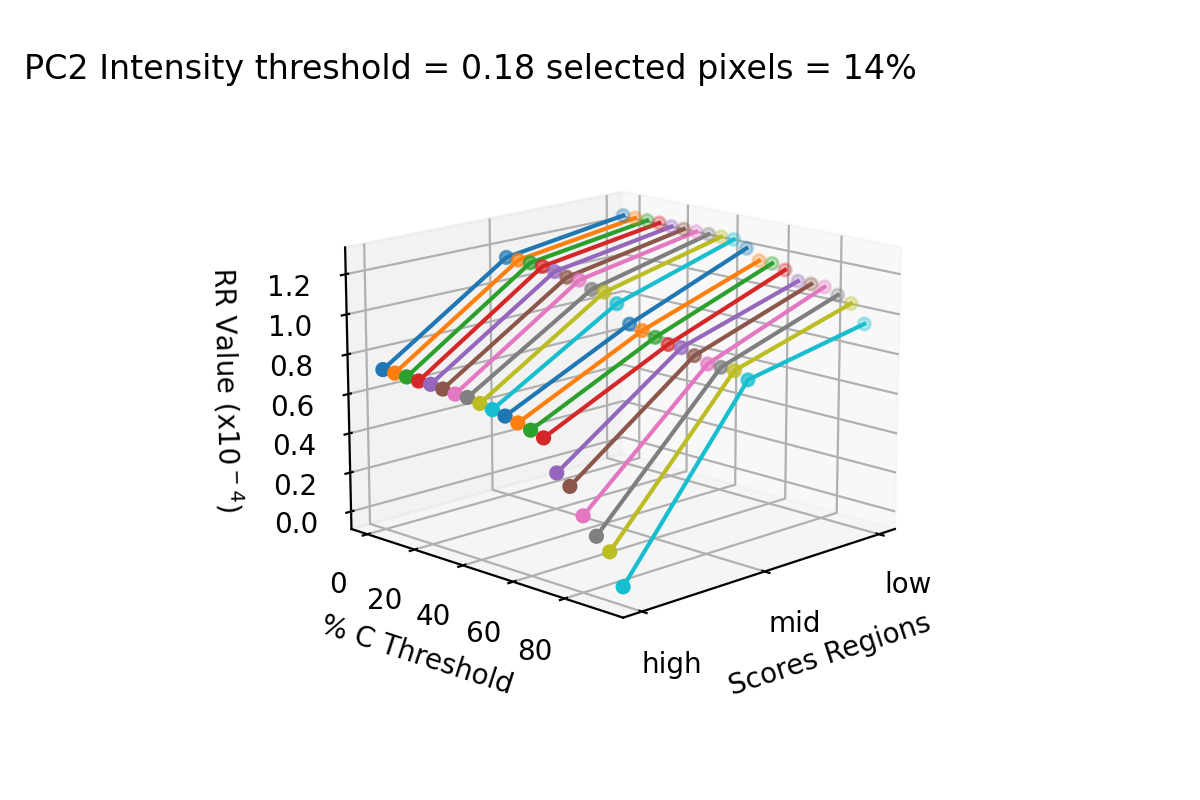 PC2 Intensity threshold = 0.18 selected pixels = 14%
RR Value (x10⁻⁴)
1.2
1.0
0.8
0.6
0.4
0.2
0.0
0
20
40
60
80
% C Threshold
high
mid
low
Scores Regions